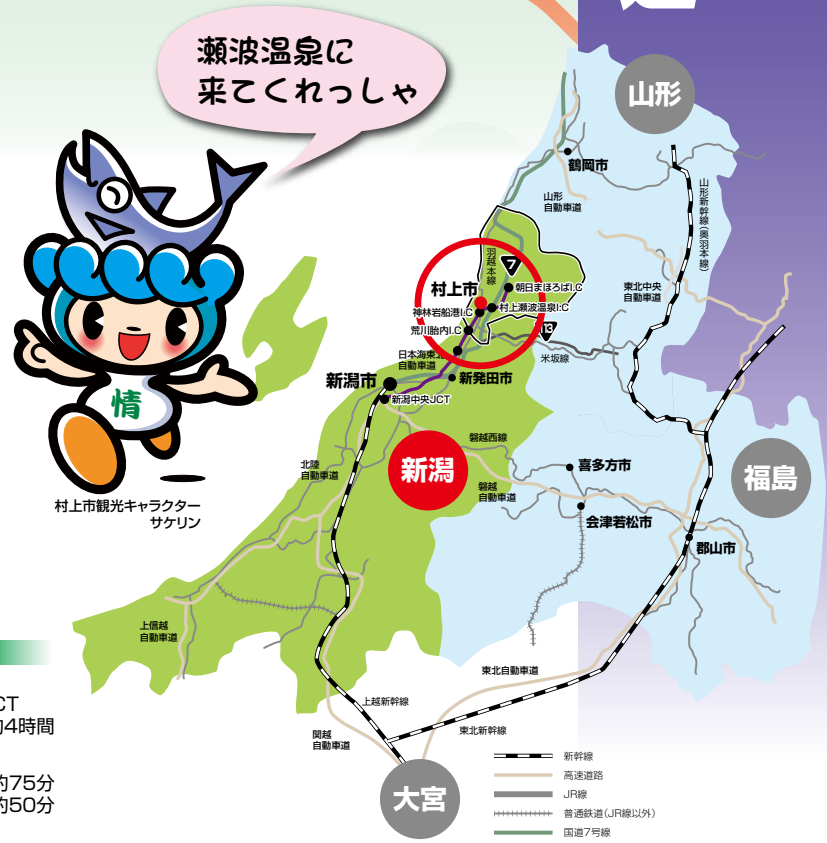 瀬波温泉に
来てくれっしゃ
情
村上市観光キャラクター
サケリン
山形
鶴岡市
山形
自動車道
山形新幹線(奥羽本線)
羽越本線
7
東北中央
自動車道
村上市
朝日まほろばI.C
神林岩船港I.C
村上瀬波温泉I.C
荒川胎内I.C
13
日本海東北
自動車道
米坂線
新潟市
新発田市
新潟中央JCT
新潟
磐越西線
北陸
自動車道
磐越
自動車道
喜多方市
福島
会津若松市
郡山市
上信越
自動車道
東北自動車道
上越新幹線
東北新幹線
関越
自動車道
大宮
CT
約4時間
約75分
約50分
新幹線
高速道路
JR線
普通鉄道(JR線以外)
国道7号線